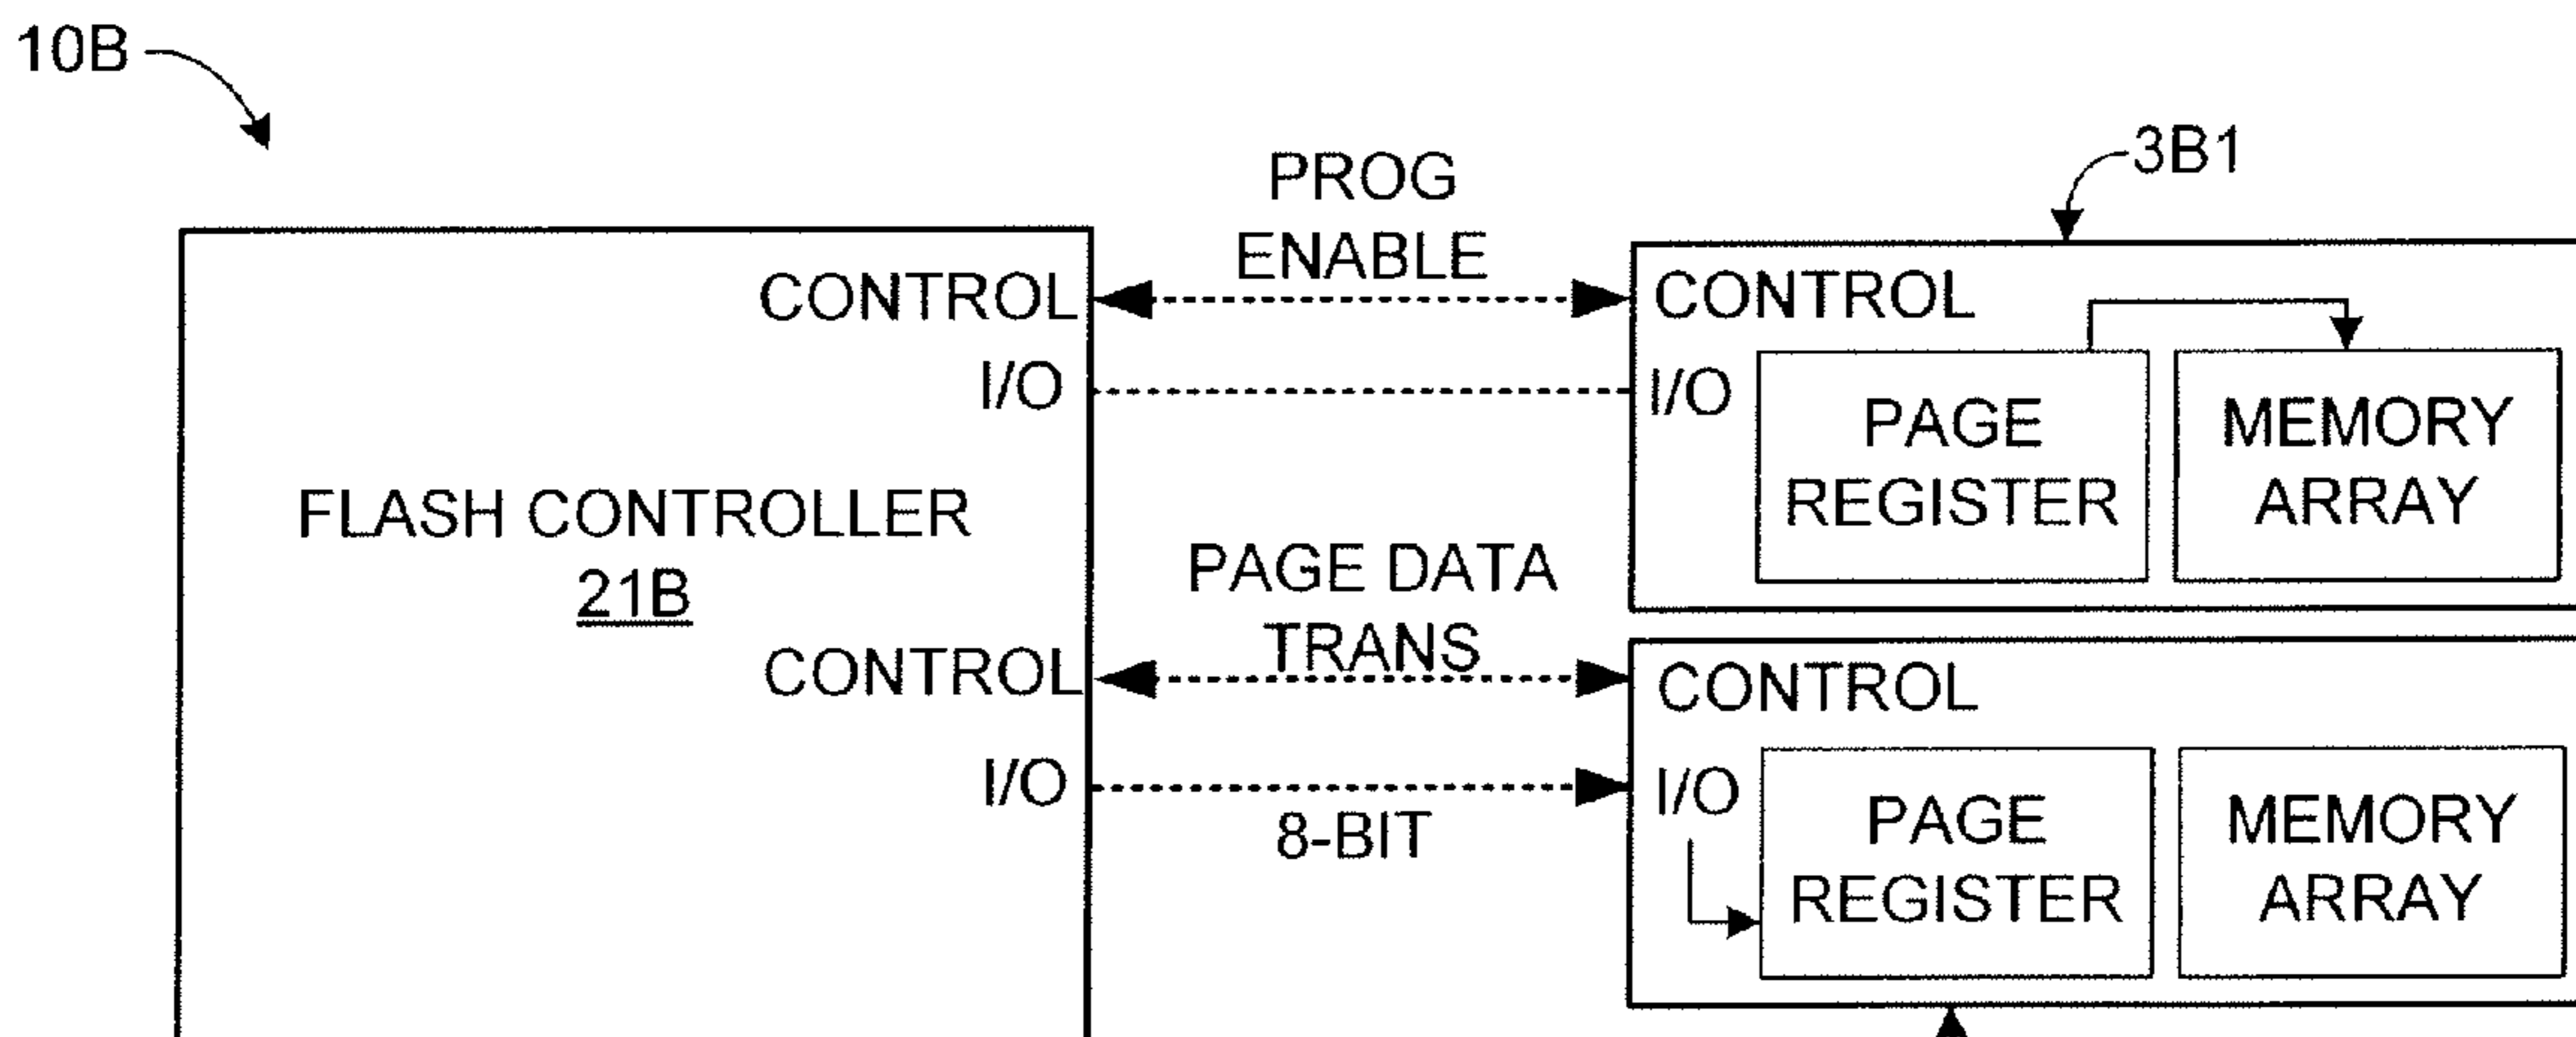 10B
3B1
PROG
ENABLE
CONTROL
CONTROL
I/O
I/O
PAGE
REGISTER
MEMORY
ARRAY
FLASH CONTROLLER
21B
PAGE DATA
TRANS
CONTROL
CONTROL
I/O
8-BIT
I/O
PAGE
REGISTER
MEMORY
ARRAY